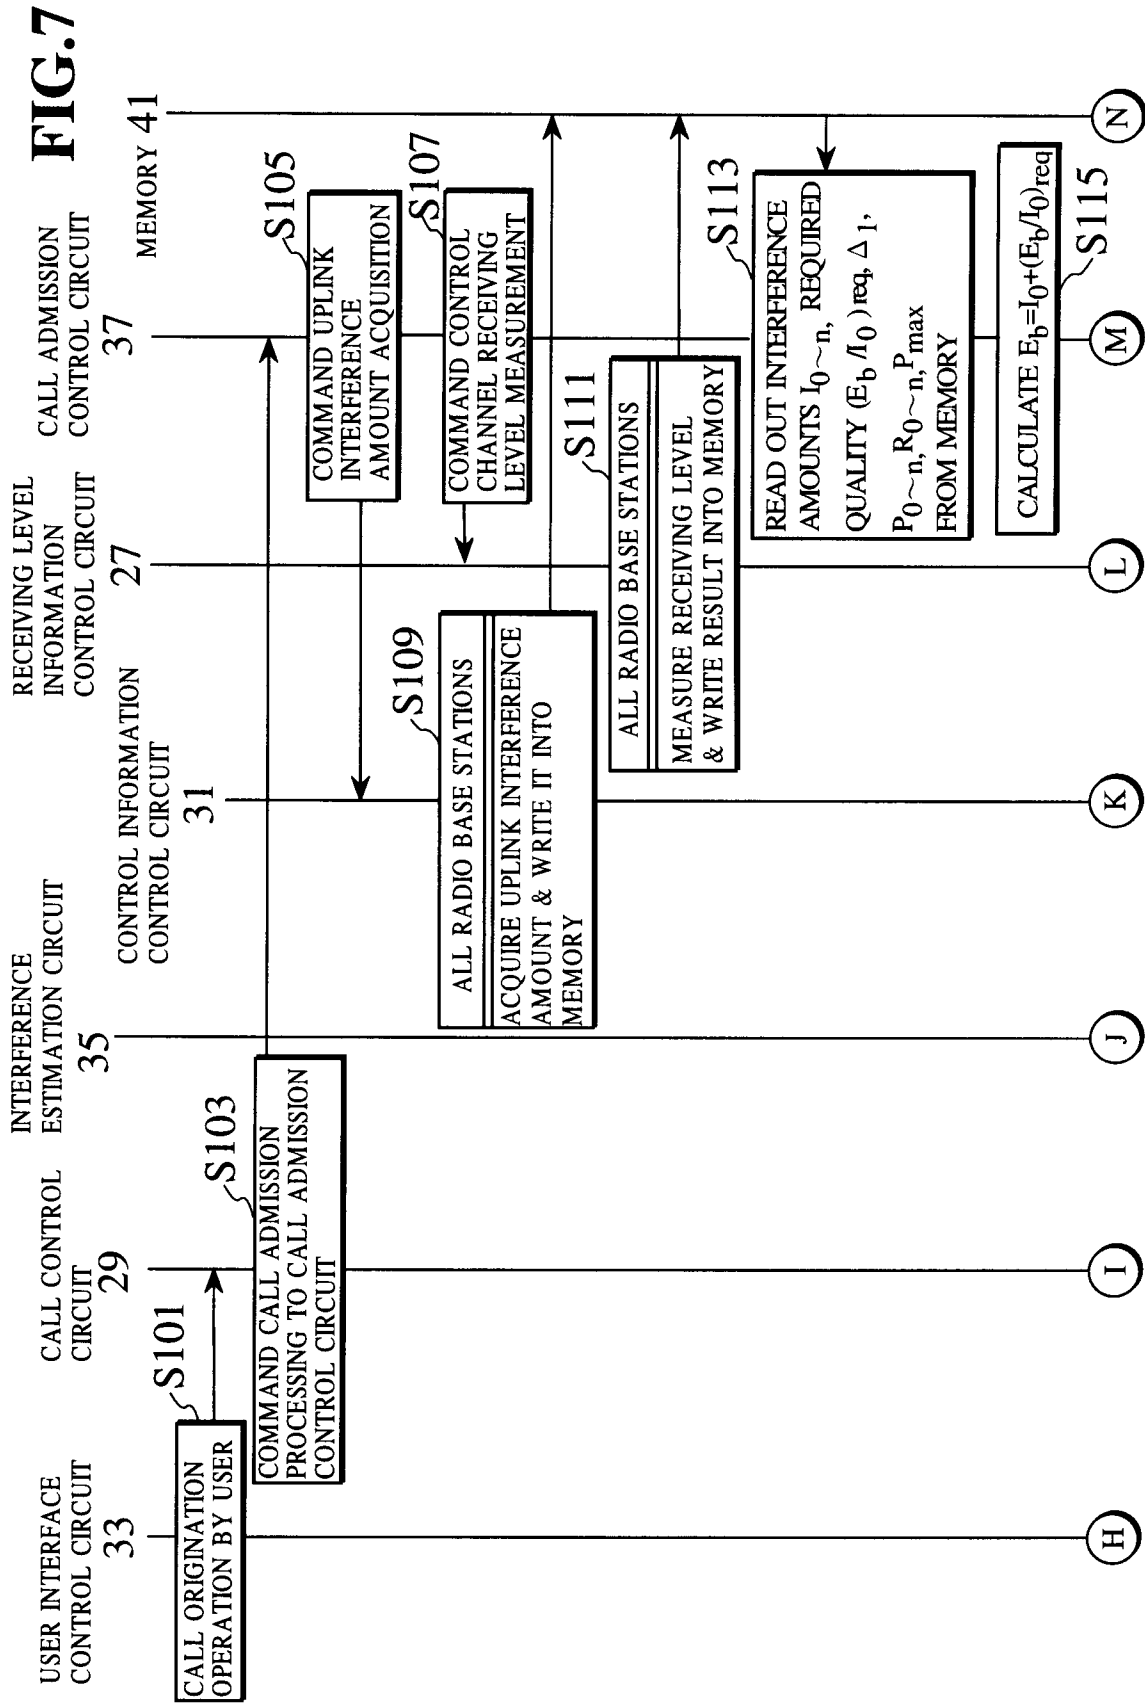 FIG.7
USER INTERFACE
CONTROL CIRCUIT
33
CALL CONTROL
CIRCUIT
29
INTERFERENCE
ESTIMATION CIRCUIT
35
CONTROL INFORMATION
CONTROL CIRCUIT
31
RECEIVING LEVEL
INFORMATION
CONTROL CIRCUIT
27
CALL ADMISSION
CONTROL CIRCUIT
37
MEMORY 41
S101
CALL ORIGINATION
OPERATION BY USER
S103
COMMAND CALL ADMISSION
PROCESSING TO CALL ADMISSION
CONTROL CIRCUIT
S105
COMMAND UPLINK
INTERFERENCE
AMOUNT ACQUISITION
S107
COMMAND CONTROL
CHANNEL RECEIVING
LEVEL MEASUREMENT
S109
ALL RADIO BASE STATIONS
ACQUIRE UPLINK INTERFERENCE
AMOUNT & WRITE IT INTO
MEMORY
S111
ALL RADIO BASE STATIONS
MEASURE RECEIVING LEVEL
& WRITE RESULT INTO MEMORY
S113
READ OUT INTERFERENCE
AMOUNTS I0~n, REQUIRED
QUALITY (Eb/I0)req, Δ1,
P0~n, R0~n, Pmax
FROM MEMORY
CALCULATE Eb=I0+(Eb/I0)req
S115
H
I
J
K
L
M
N